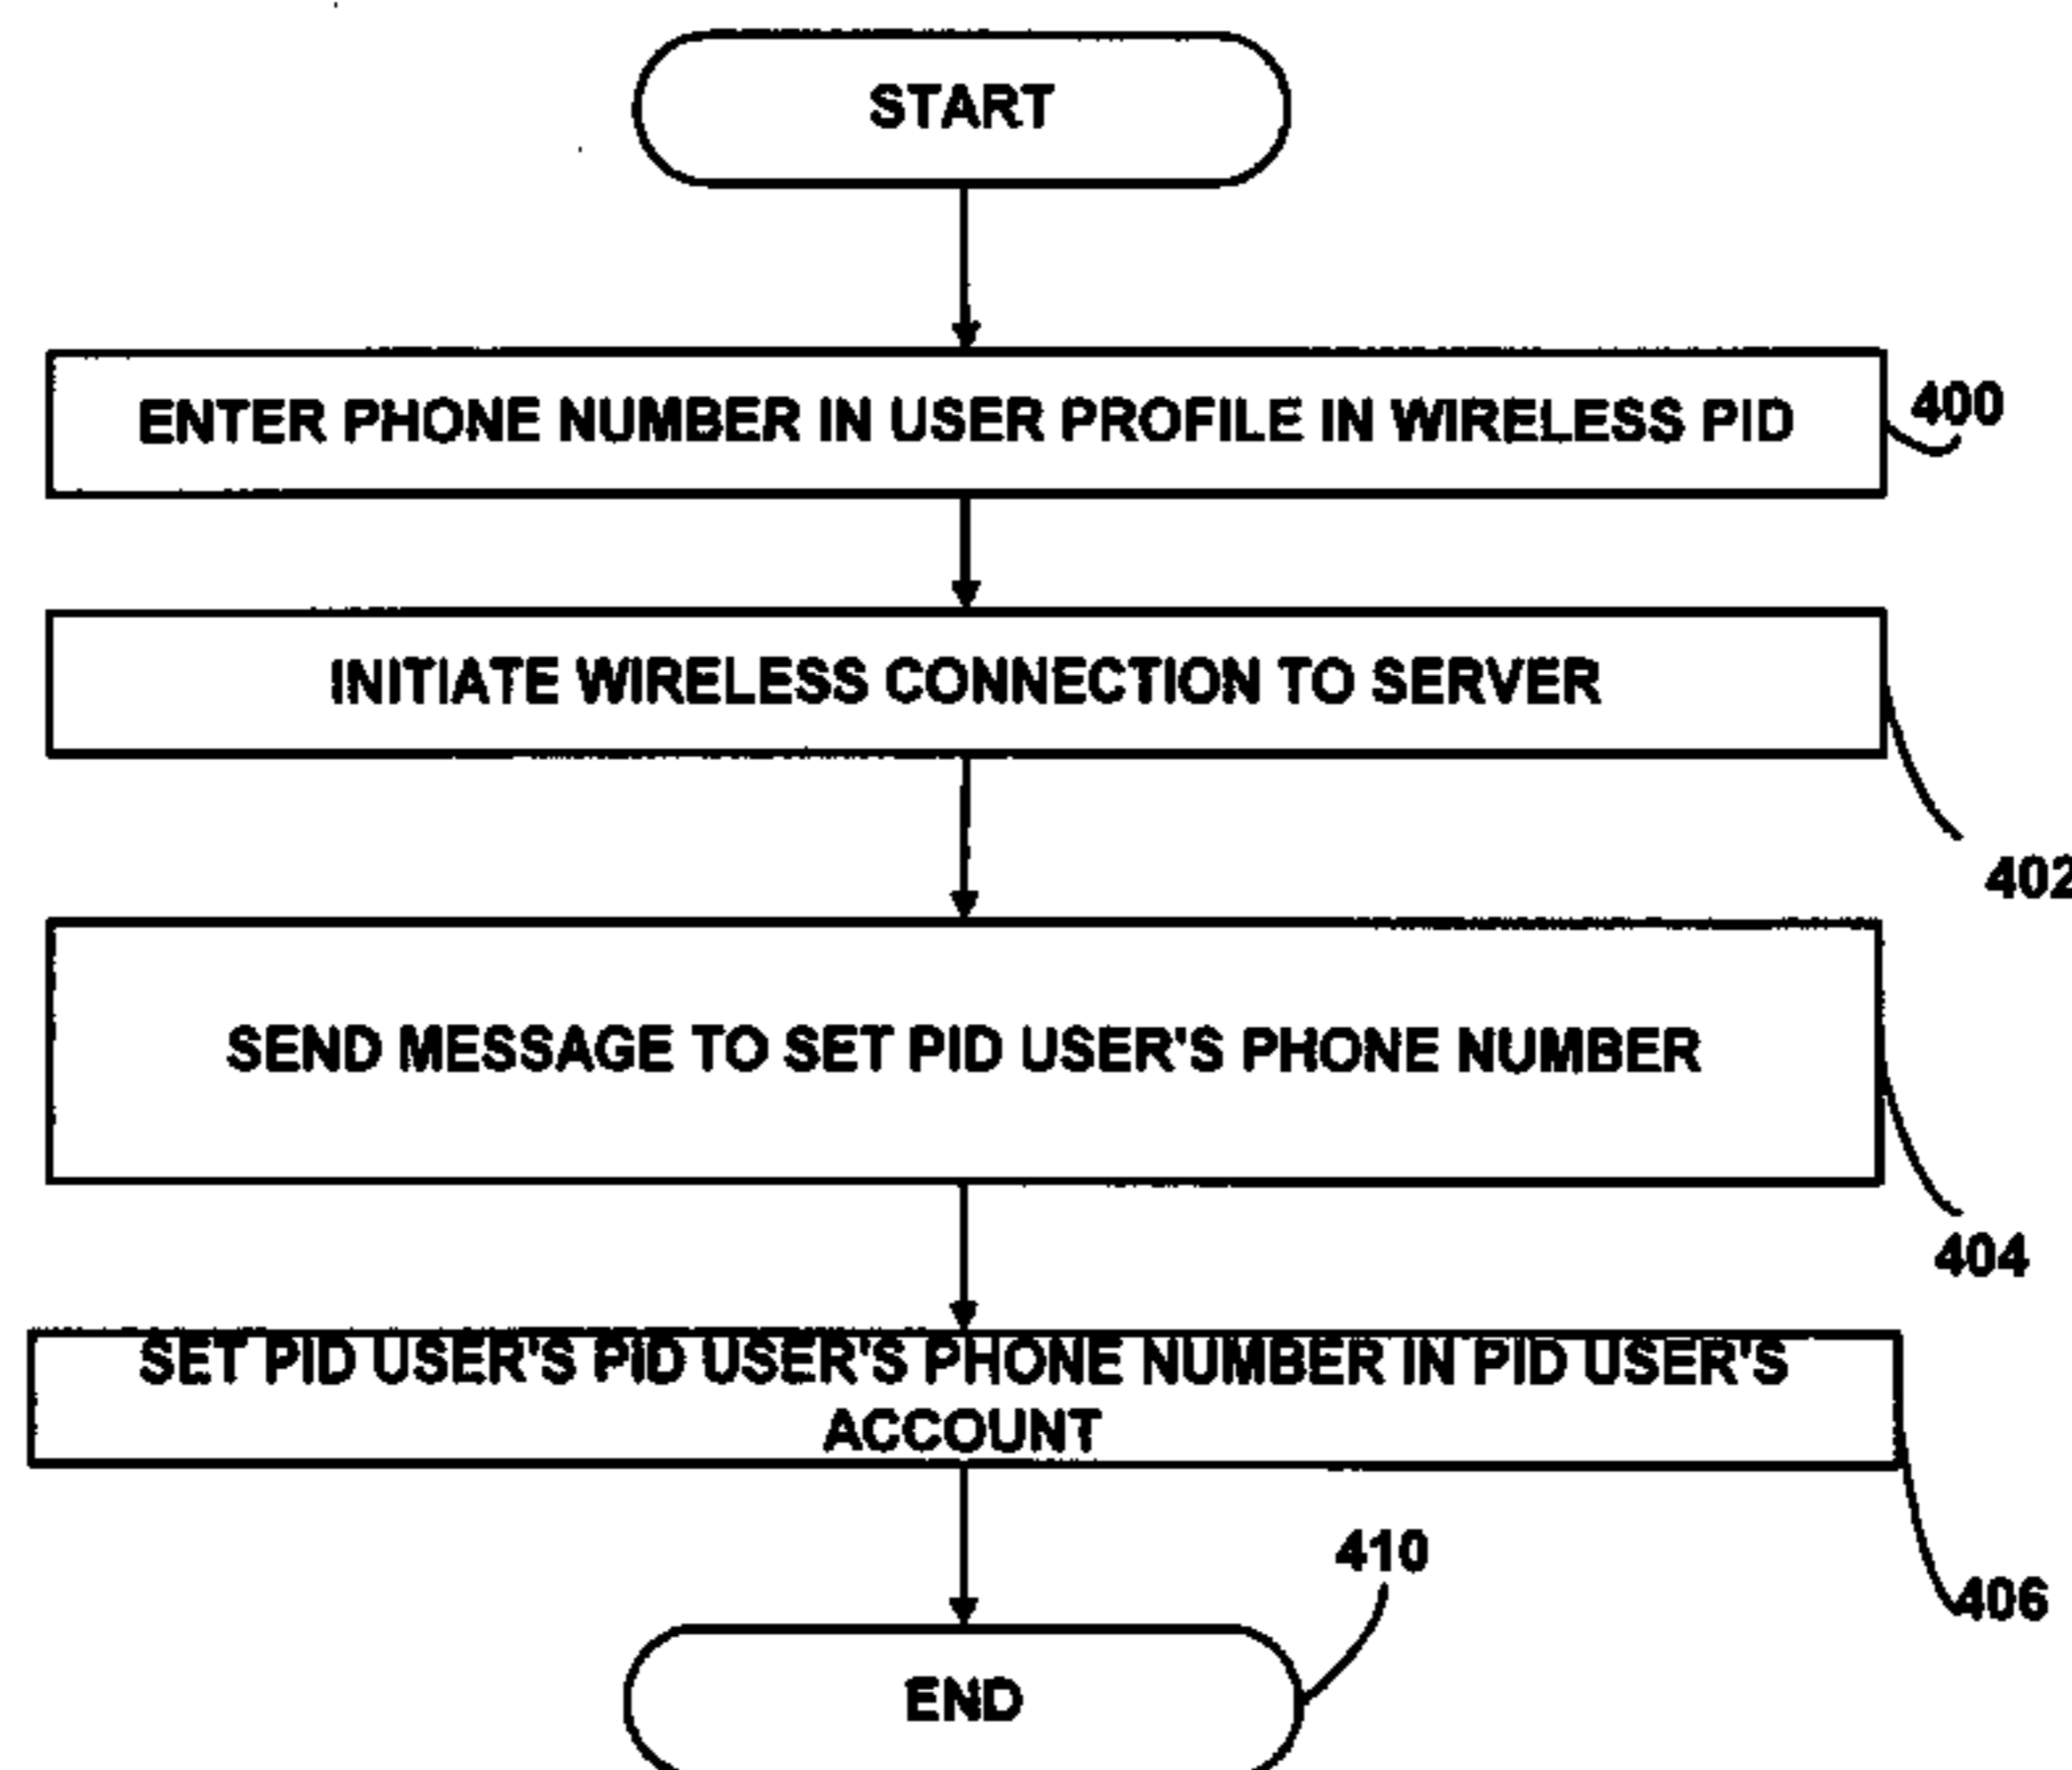 START
ENTER PHONE NUMBER IN USER PROFILE IN WIRELESS PID
400
INITIATE WIRELESS CONNECTION TO SERVER
402
SEND MESSAGE TO SET PID USER'S PHONE NUMBER
404
SET PID USER'S PID USER'S PHONE NUMBER IN PID USER'S
ACCOUNT
406
410
END